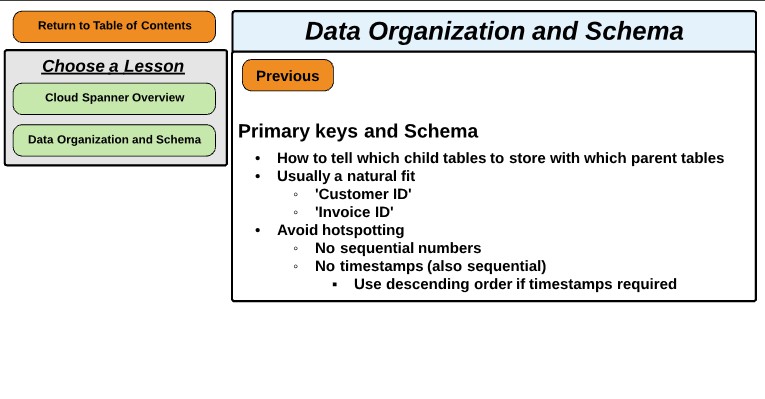 Return to Table of Contents
Choose a Lesson
Cloud Spanner Overview
Data Organization and Schema
Data Organization and Schema
Previous
Primary keys and Schema
• How to tell which child tables to store with which parent tables
• Usually a natural fit
◦ 'Customer ID'
◦ 'Invoice ID'
• Avoid hotspotting
◦ No sequential numbers
◦ No timestamps (also sequential)
▪ Use descending order if timestamps required